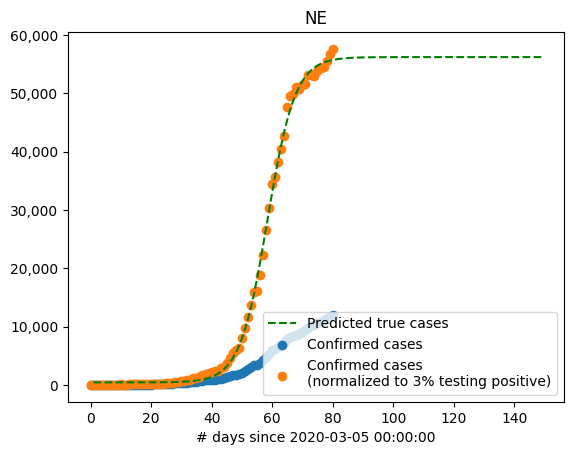 NE
60,000
50,000
40,000
30,000
20,000
10,000
0
Predicted true cases
Confirmed cases
Confirmed cases
(normalized to 3% testing positive)
0 20 40 60 80 100 120 140
# days since 2020-03-05 00:00:00